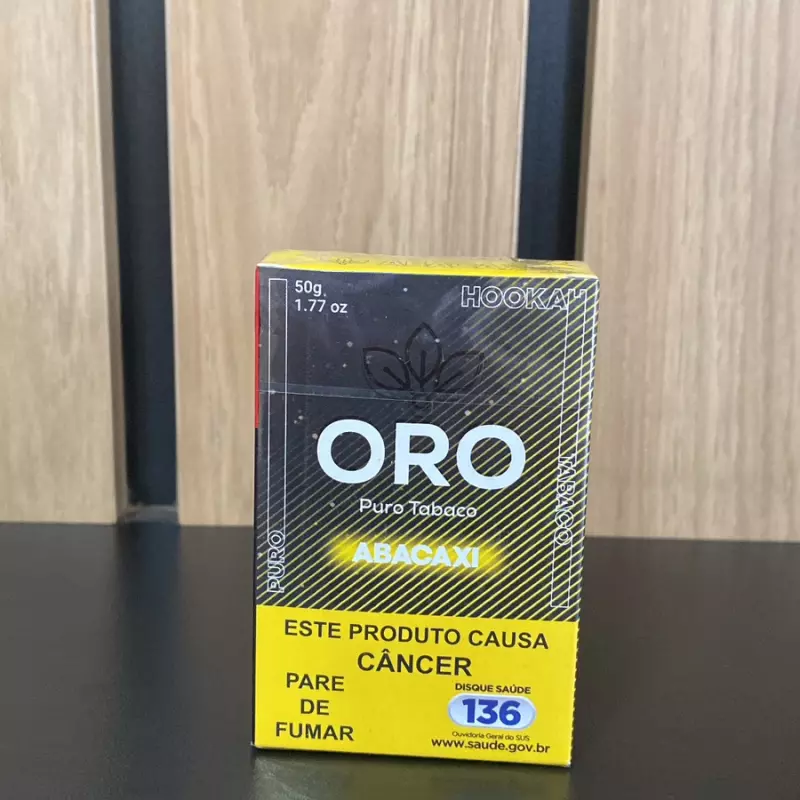 50g
1.77 oz
HOOKAH
ORO
Puro Tabaco
ABACAXI
PURO
TABACO
ESTE PRODUTO CAUSA
CÂNCER
PARE
DE
FUMAR
DISQUE SAÚDE
136
Ouvidoria Geral do SUS
www.saude.gov.br